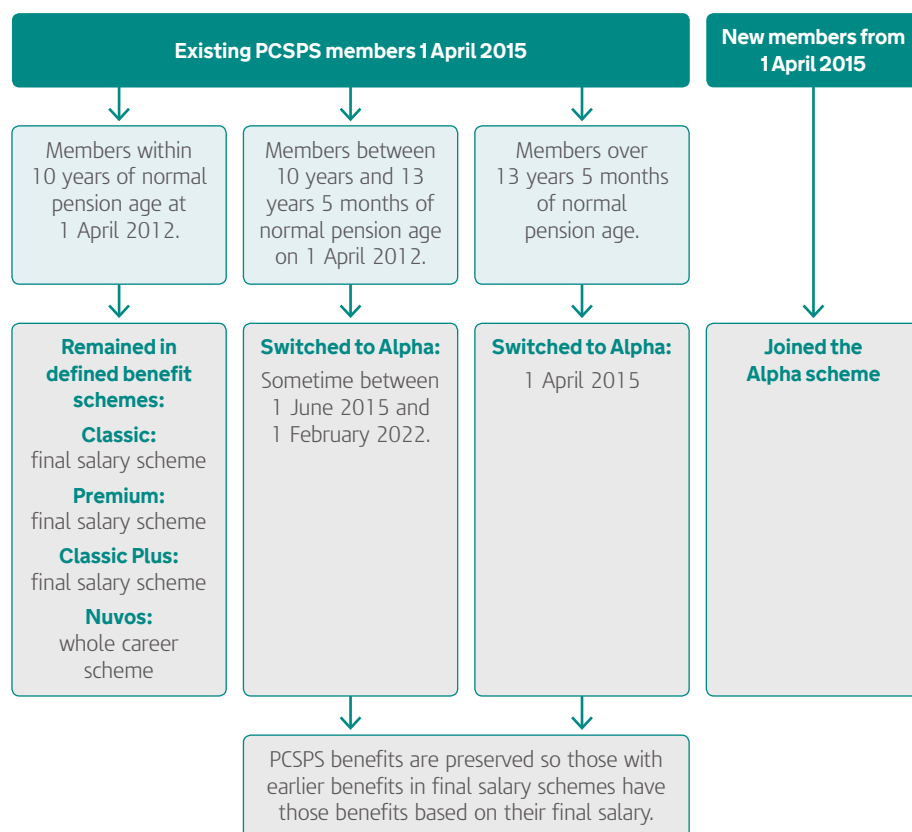 Existing PCSPS members 1 April 2015
New members from
1 April 2015
Members within
10 years of normal
pension age at
1 April 2012.
Members between
10 years and 13
years 5 months of
normal pension age
on 1 April 2012.
Members over
13 years 5 months
of normal
pension age.
Remained in
defined benefit
schemes:
Classic:
final salary scheme
Premium:
final salary scheme
Classic Plus:
final salary scheme
Nuvos:
whole career
scheme
Switched to Alpha:
Sometime between
1 June 2015 and
1 February 2022.
Switched to Alpha:
1 April 2015
Joined the
Alpha scheme
PCSPS benefits are preserved so those with
earlier benefits in final salary schemes have
those benefits based on their final salary.